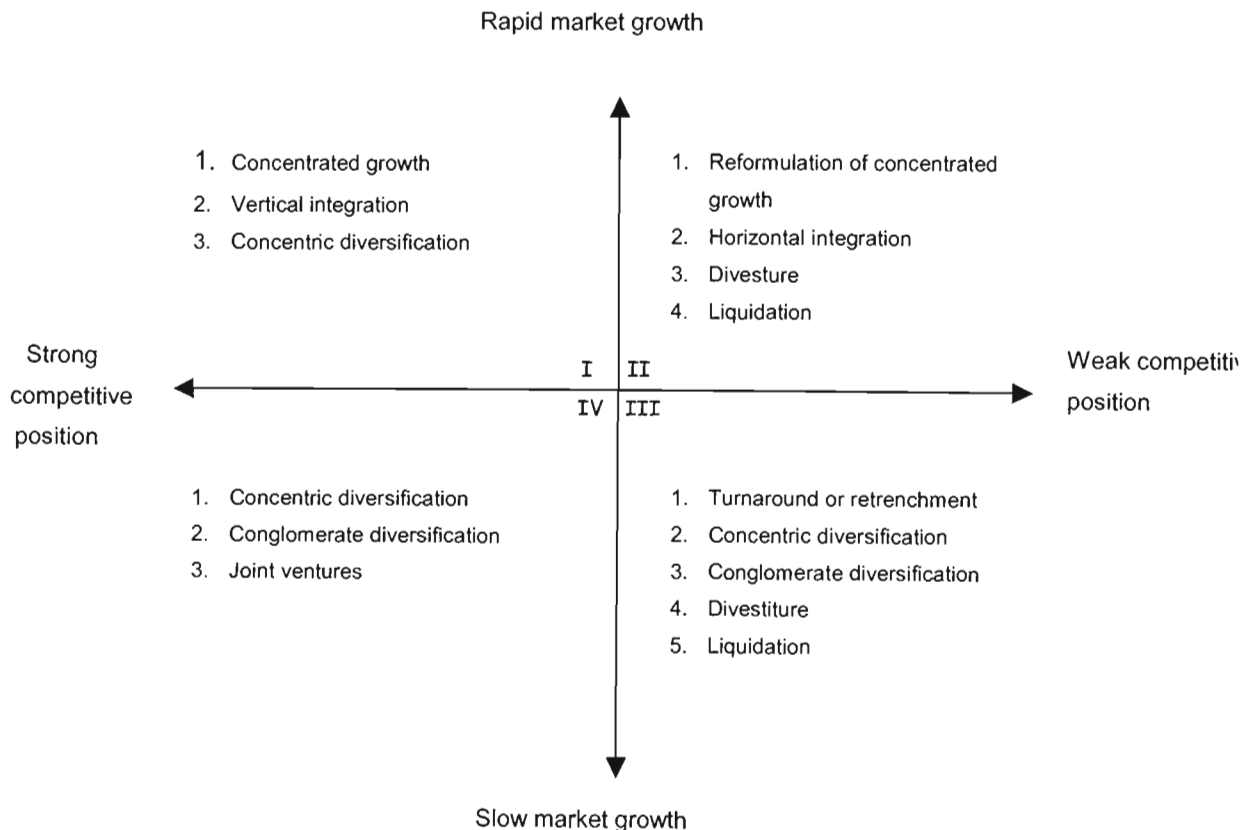 Rapid market growth
1. Concentrated growth
2. Vertical integration
3. Concentric diversification
1. Reformulation of concentrated
growth
2. Horizontal integration
3. Divesture
4. Liquidation
Strong
competitive
position
I II
IV III
Weak competitiv
position
1. Concentric diversification
2. Conglomerate diversification
3. Joint ventures
1. Turnaround or retrenchment
2. Concentric diversification
3. Conglomerate diversification
4. Divestiture
5. Liquidation
Slow market growth